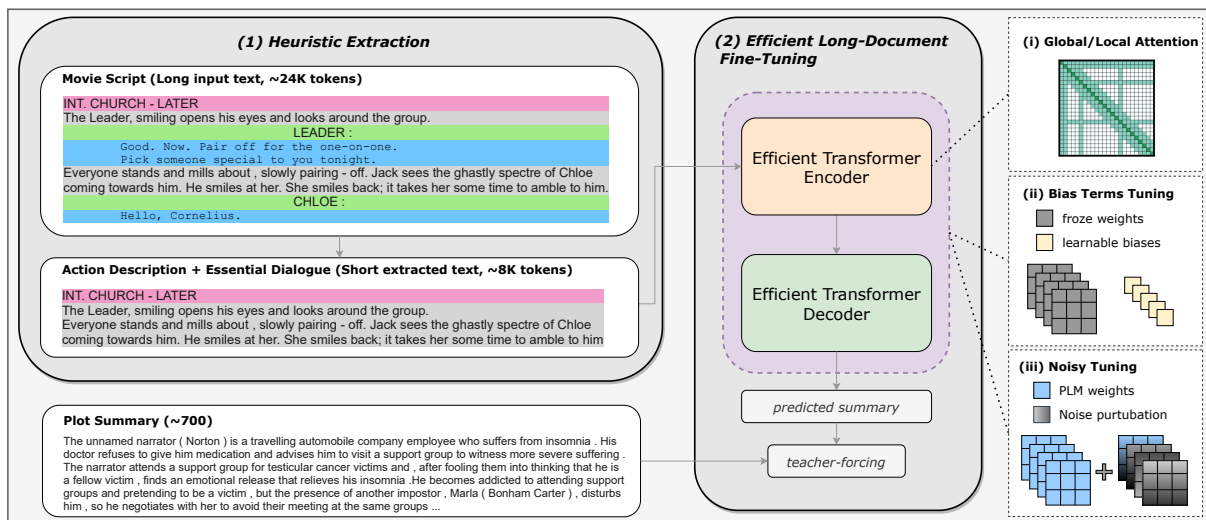 (1) Heuristic Extraction
Movie Script (Long input text, ~24K tokens)
INT. CHURCH - LATER
The Leader, smiling opens his eyes and looks around the group.
LEADER :
Good. Now. Pair off for the one-on-one.
Pick someone special to you tonight.
Everyone stands and mills about , slowly pairing - off. Jack sees the ghastly spectre of Chloe
coming towards him. He smiles at her. She smiles back; it takes her some time to amble to him.
CHLOE :
Hello, Cornelius.
Action Description + Essential Dialogue (Short extracted text, ~8K tokens)
INT. CHURCH - LATER
The Leader, smiling opens his eyes and looks around the group.
Everyone stands and mills about , slowly pairing - off. Jack sees the ghastly spectre of Chloe
coming towards him. He smiles at her. She smiles back; it takes her some time to amble to him
Plot Summary (~700)
The unnamed narrator ( Norton ) is a travelling automobile company employee who suffers from insomnia . His
doctor refuses to give him medication and advises him to visit a support group to witness more severe suffering .
The narrator attends a support group for testicular cancer victims and , after fooling them into thinking that he is
a fellow victim , finds an emotional release that relieves his insomnia .He becomes addicted to attending support
groups and pretending to be a victim , but the presence of another impostor , Marla ( Bonham Carter ) , disturbs
him , so he negotiates with her to avoid their meeting at the same groups ...
(2) Efficient Long-Document
Fine-Tuning
Efficient Transformer
Encoder
Efficient Transformer
Decoder
predicted summary
teacher-forcing
(i) Global/Local Attention
(ii) Bias Terms Tuning
froze weights
learnable biases
(iii) Noisy Tuning
PLM weights
Noise purtubation